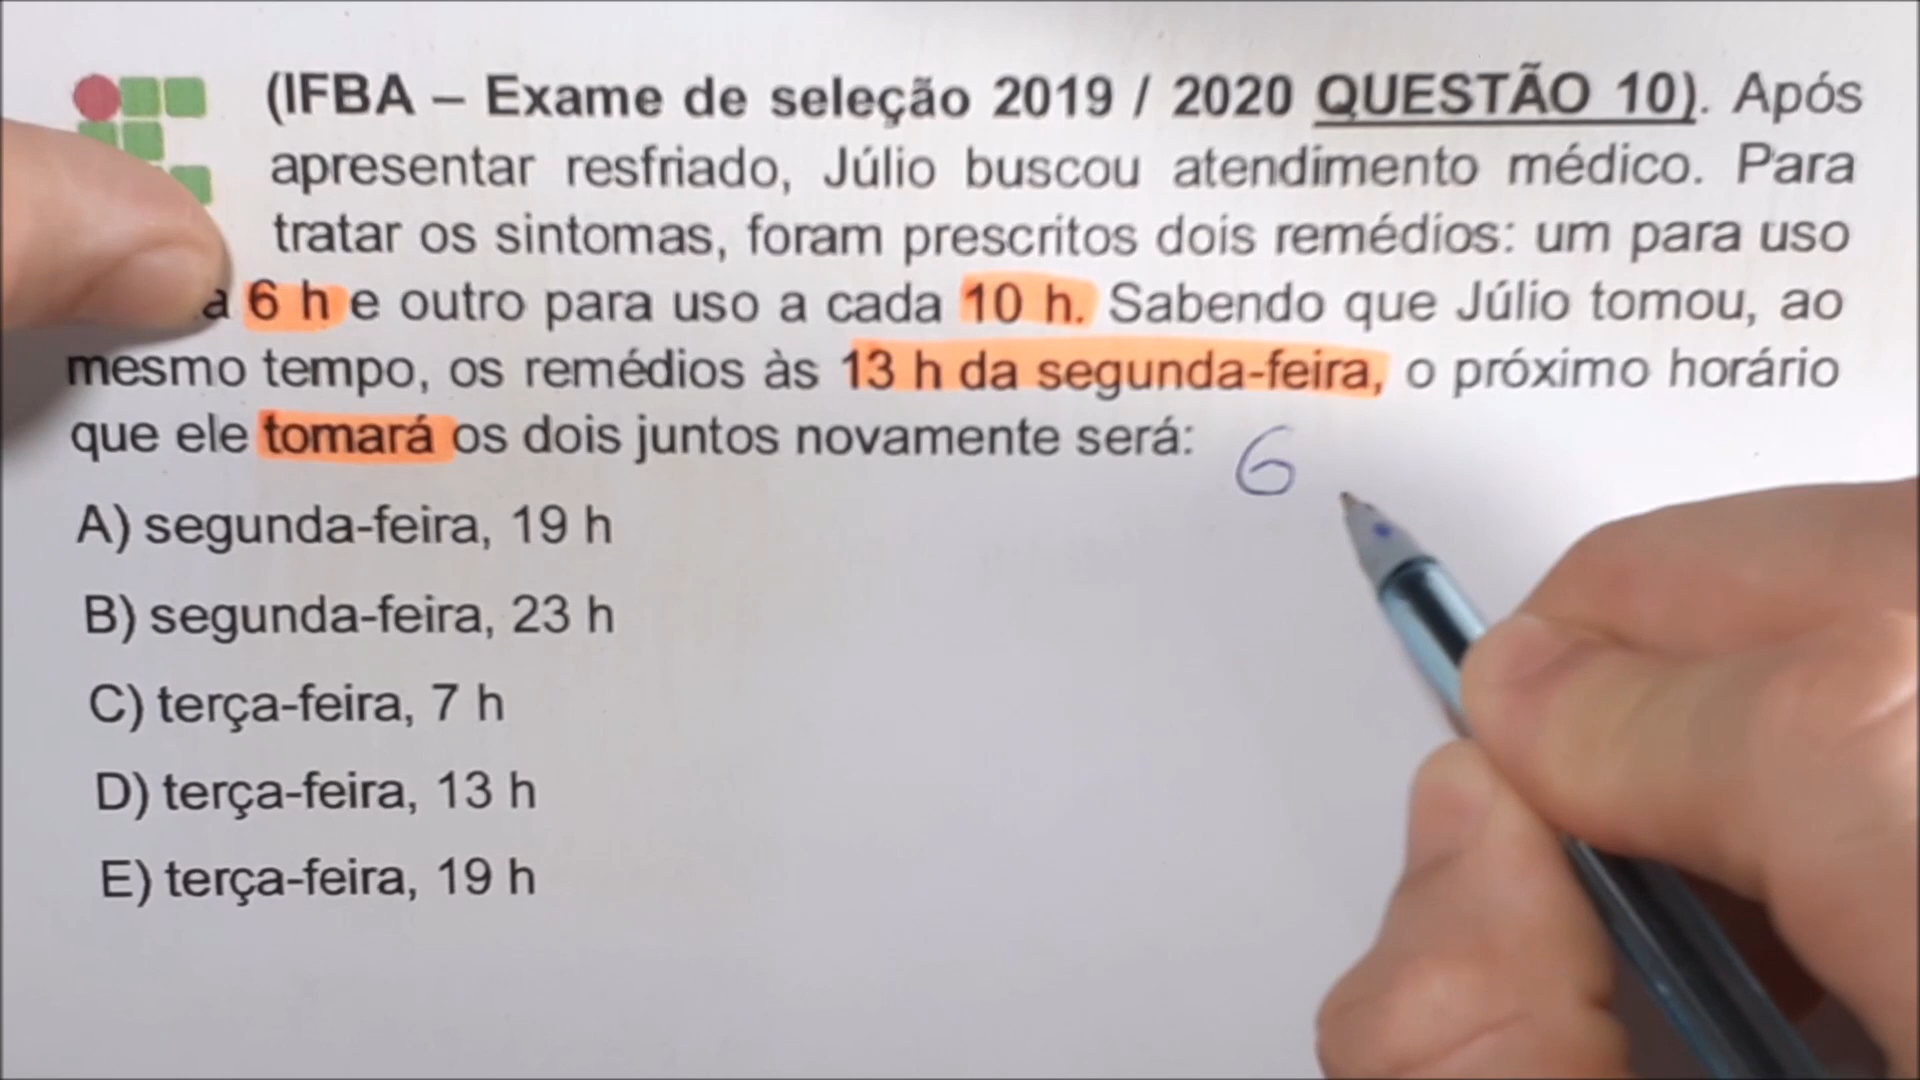 (IFBA – Exame de seleção 2019 / 2020 QUESTÃO 10). Após
apresentar resfriado, Júlio buscou atendimento médico. Para
tratar os sintomas, foram prescritos dois remédios: um para uso
a 6 h e outro para uso a cada 10 h. Sabendo que Júlio tomou, ao
mesmo tempo, os remédios às 13 h da segunda-feira, o próximo horário
que ele tomará os dois juntos novamente será:
6
A) segunda-feira, 19 h
B) segunda-feira, 23 h
C) terça-feira, 7 h
D) terça-feira, 13 h
E) terça-feira, 19 h